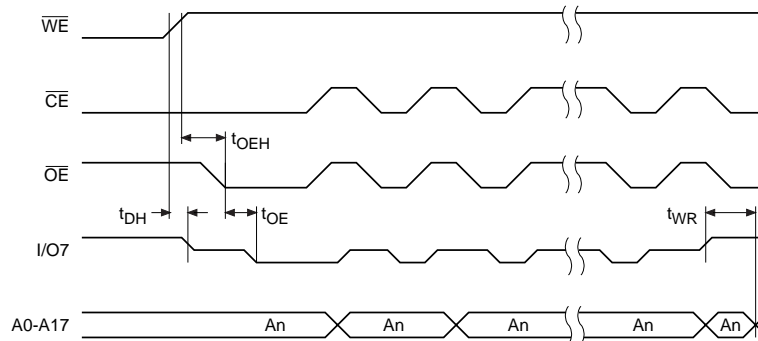 WE
CE
tOEH
OE
tDH
tOE
tWR
I/O7
A0-A17
An
An
An
An
An